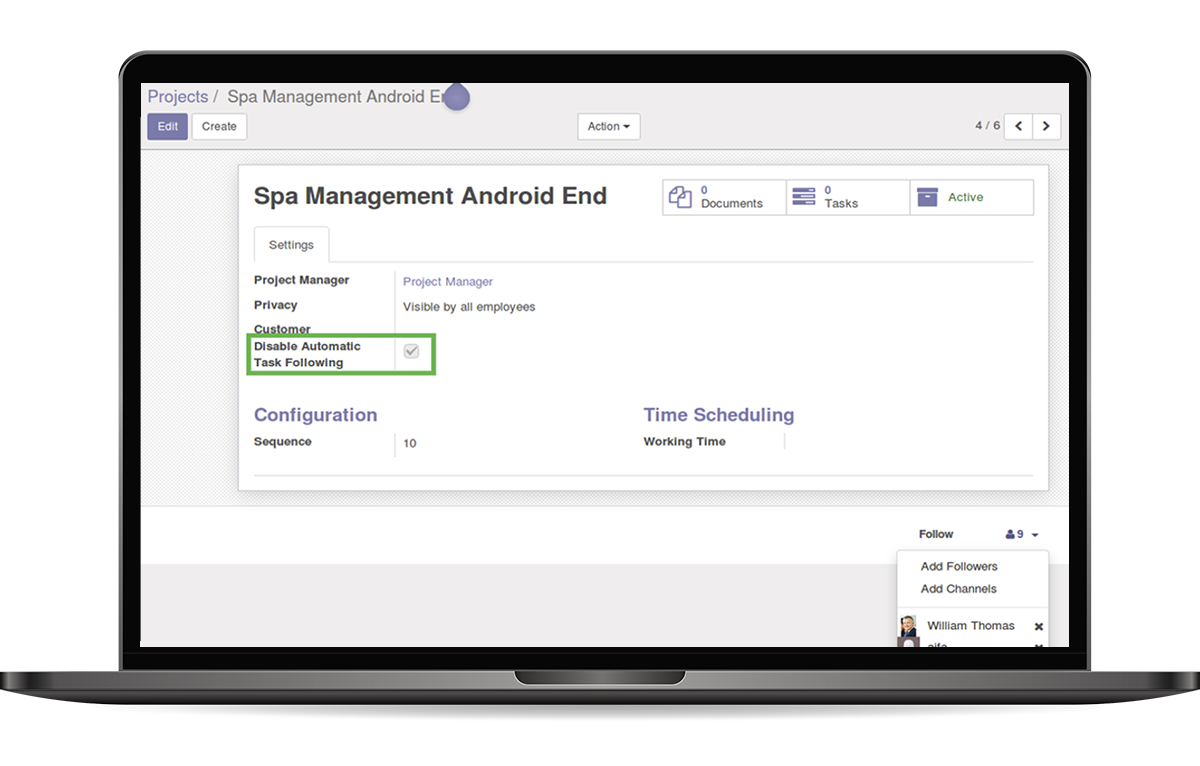 Projects / Spa Management Android En
Edit Create Action 4 / 6
Spa Management Android End
0 Documents
0 Tasks
Active
Settings
Project Manager Project Manager
Privacy Visible by all employees
Customer
Disable Automatic
Task Following
Configuration
Sequence 10
Time Scheduling
Working Time
Follow 9
Add Followers
Add Channels
William Thomas